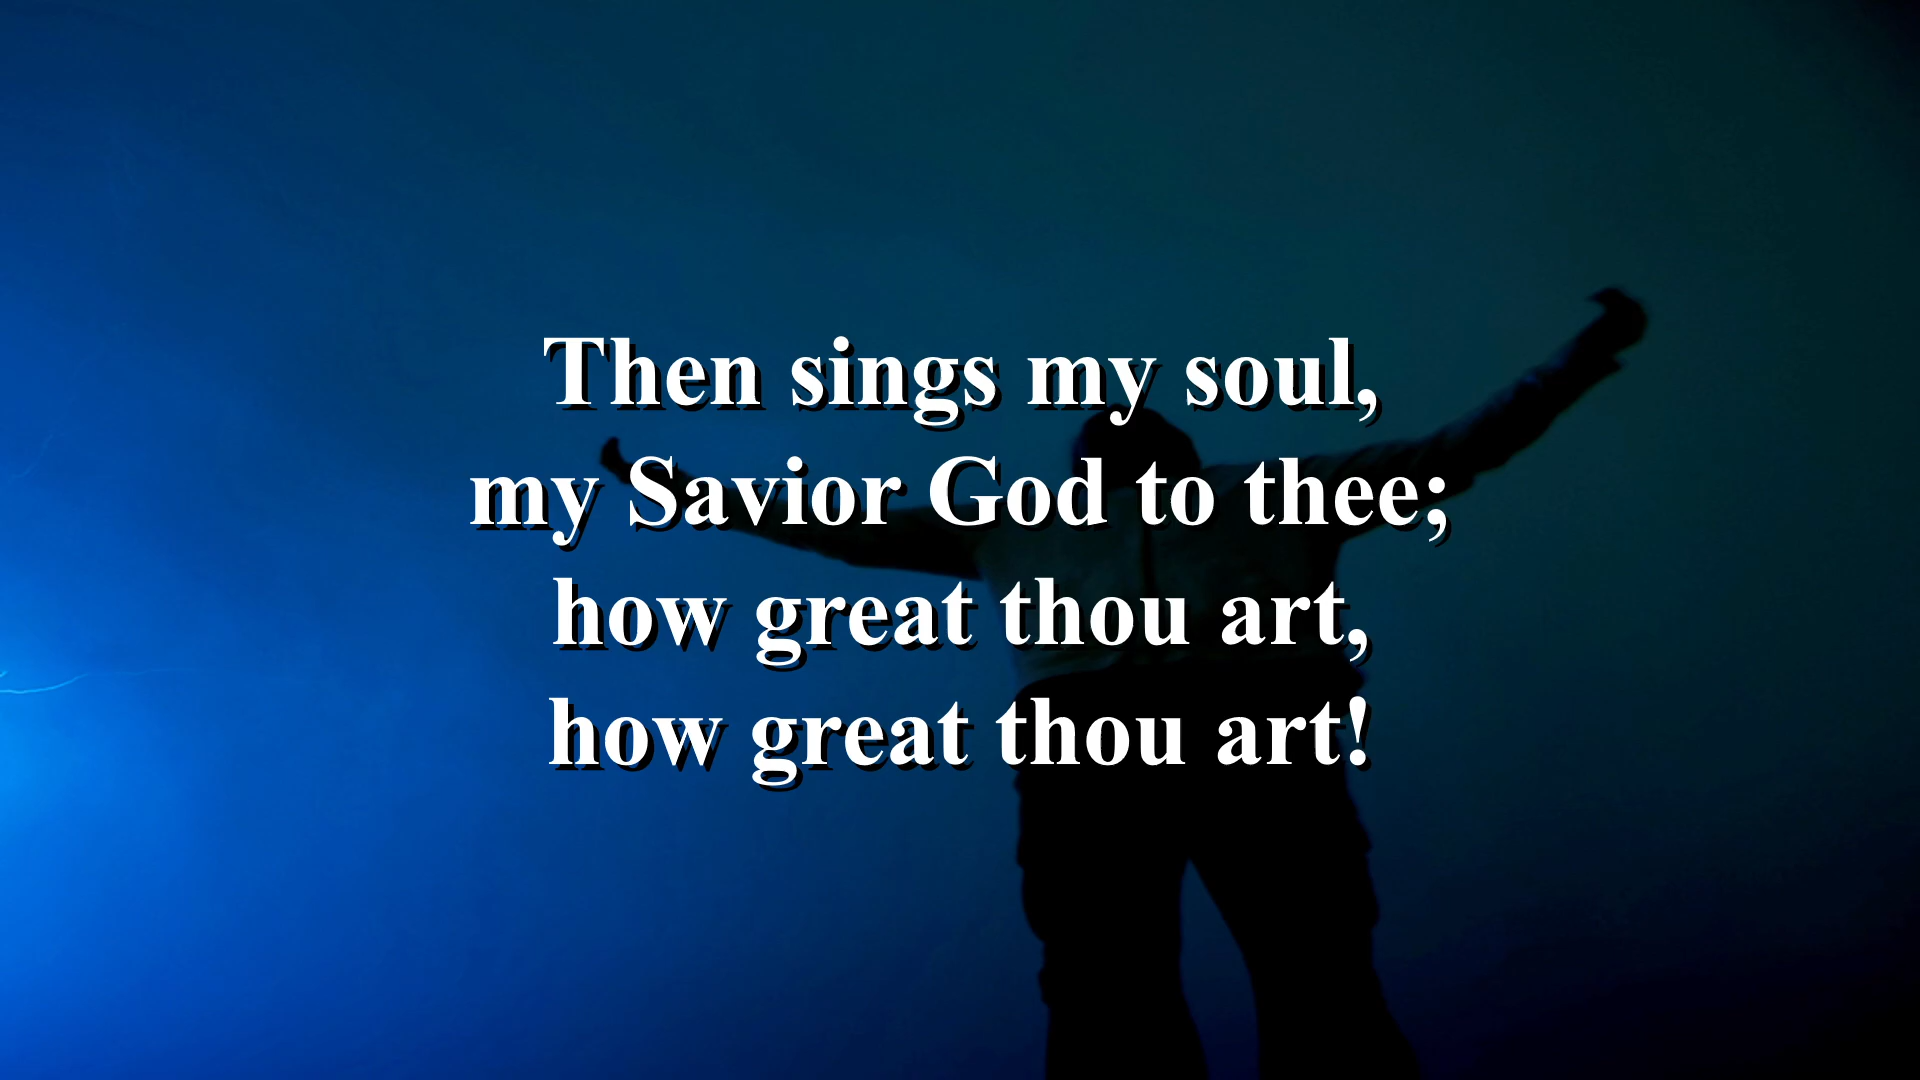 Then sings my soul,
my Savior God to thee;
how great thou art,
how great thou art!